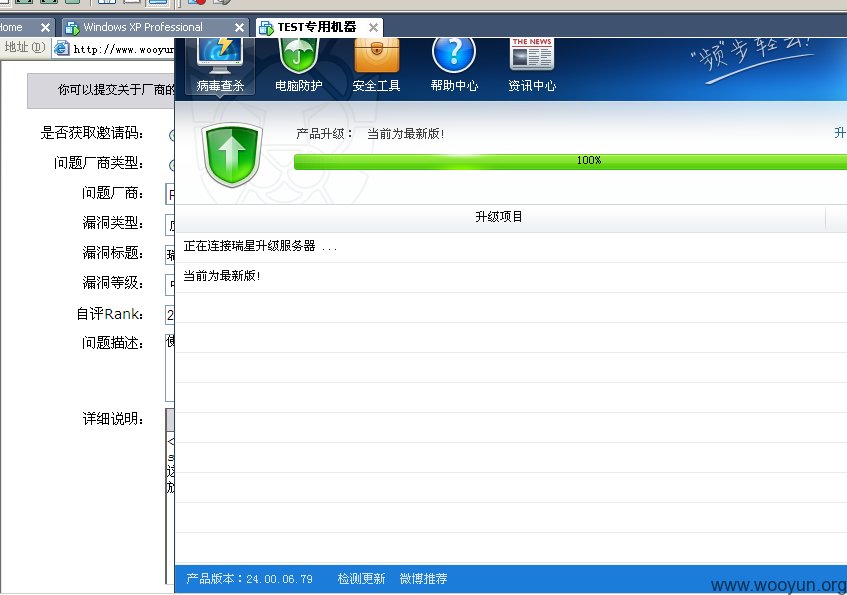 Home
Windows XP Professional
TEST专用机器
地址(D)
http://www.wooyun
"频"步轻云!
病毒查杀
电脑防护
安全工具
帮助中心
资讯中心
THE NEWS
你可以提交关于厂商的
是否获取邀请码：
问题厂商类型：
问题厂商：
漏洞类型：
漏洞标题：
漏洞等级：
自评Rank：
2
问题描述：
详细说明：
产品升级： 当前为最新版!
升
100%
升级项目
正在连接瑞星升级服务器 ...
当前为最新版!
产品版本：24.00.06.79 检测更新 微博推荐
www.wooyun.org